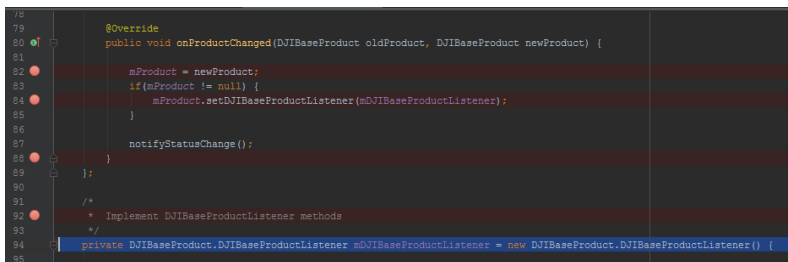 78
79 @Override
80 public void onProductChanged(DJIBaseProduct oldProduct, DJIBaseProduct newProduct) {
81
82 mProduct = newProduct;
83 if(mProduct != null) {
84 mProduct.setDJIBaseProductListener(mDJIBaseProductListener);
85 }
86
87 notifyStatusChange();
88 }
89 };
90
91 /*
92 * Implement DJIBaseProductListener methods
93 */
94 private DJIBaseProduct.DJIBaseProductListener mDJIBaseProductListener = new DJIBaseProduct.DJIBaseProductListener() {
95